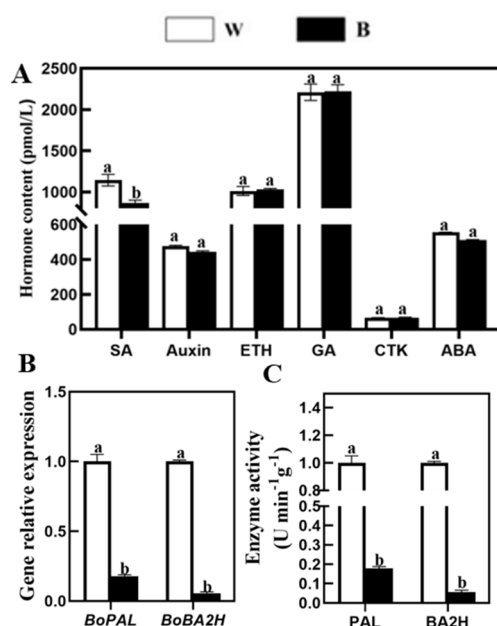 W B
A
Hormone content (pmol/L)
2500
2000
1500
1000
600
400
200
0
a b a a a a a a a a a a
SA Auxin ETH GA CTK ABA
B
Gene relative expression
1.5
1.0
0.5
0.0
a b a b
BoPAL BoBA2H
C
Enzyme activity
(U min⁻¹g⁻¹)
1.4
1.2
1.0
0.8
0.5
0.4
0.3
0.2
0.1
0.0
a b a b
PAL BA2H